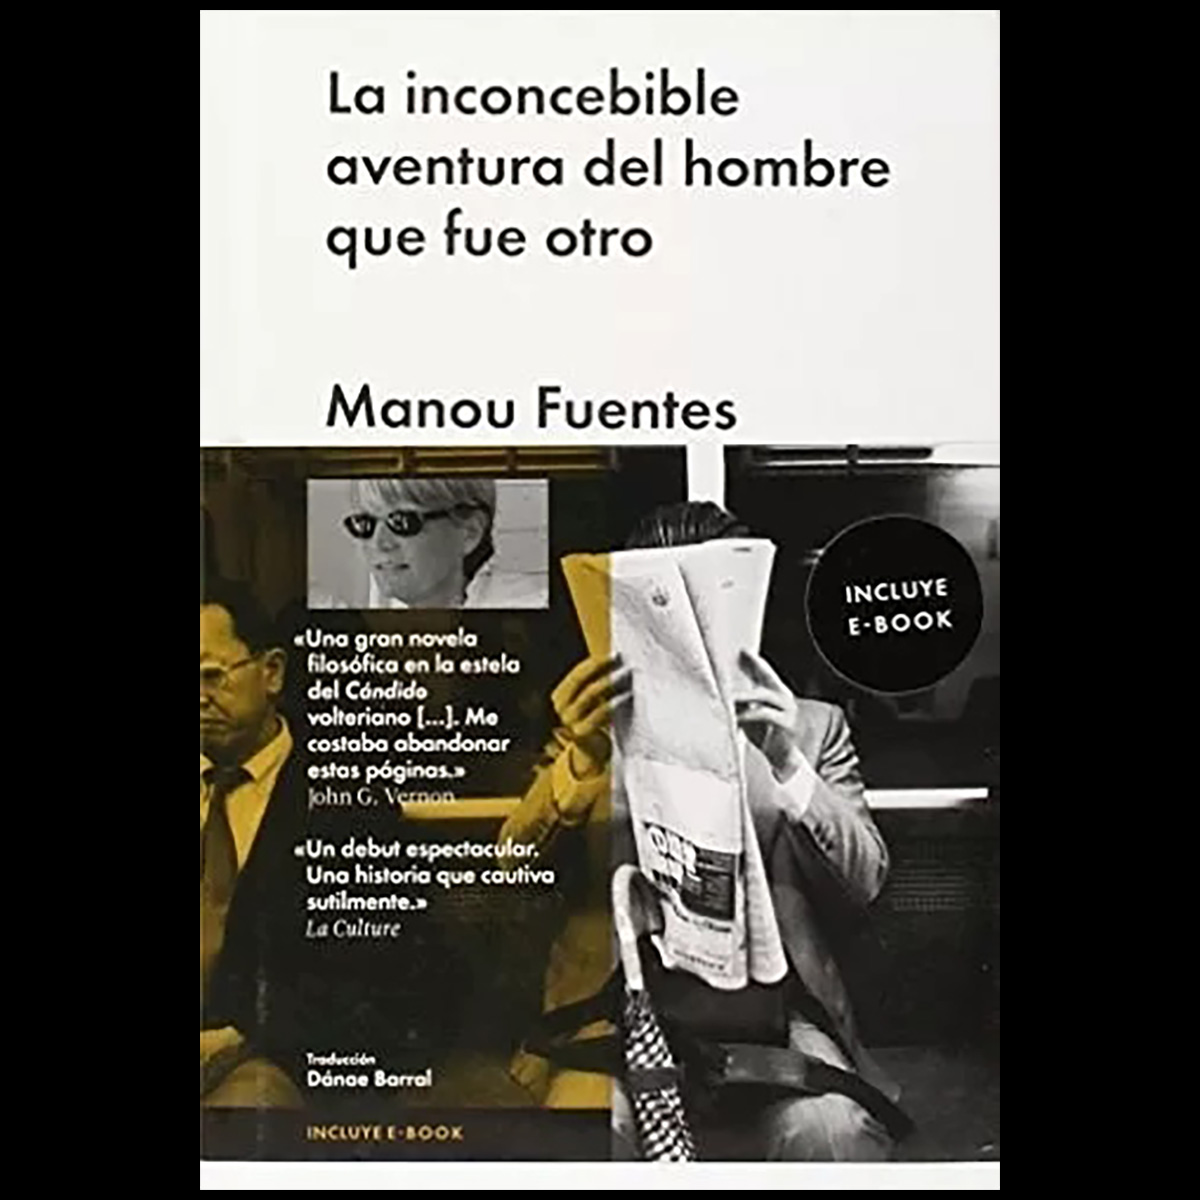 La inconcebible
aventura del hombre
que fue otro
Manou Fuentes
INCLUYE
E-BOOK
«Una gran novela
filosófica en la estela
del Cándido
volteriano [...]. Me
costaba abandonar
estas páginas.»
John G. Vernon
«Un debut espectacular.
Una historia que cautiva
sutilmente.»
La Culture
Traducción
Dánae Barral
INCLUYE E-BOOK